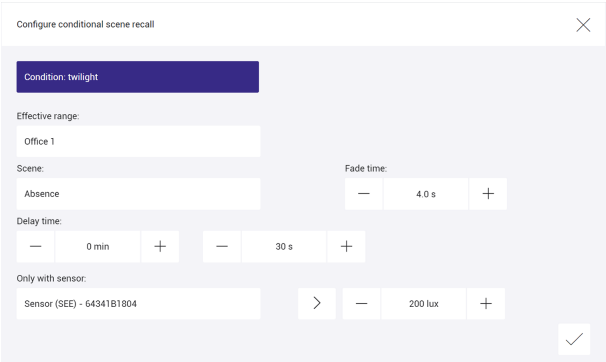 Configure conditional scene recall
Condition: twilight
Effective range:
Office 1
Scene:
Fade time:
Absence
4.0 s
Delay time:
0 min
30 s
Only with sensor:
Sensor (SEE) - 64341B1804
200 lux